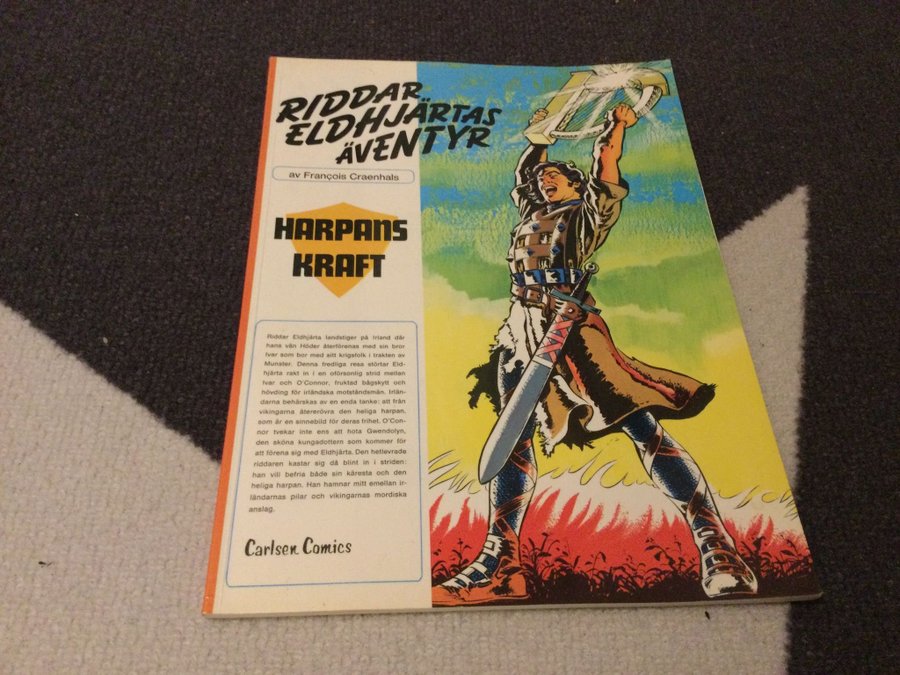 RIDDAR
ELDHJÄRTAS
ÄVENTYR
av François Craenhals
HARPANS
KRAFT
Riddar Eldhjärta landstiger på Irland där
hans vän Höder återförenas med sin bror
Ivar som bor med sitt krigsfolk i trakten av
Munster. Denna fredliga resa störtar Eld-
hjärta rakt in i en oförsonlig strid mellan
Ivar och O'Connor, fruktad bågskytt och
hövding för irländska motståndsmän. Irlän-
darna behärskas av en enda tanke: att från
vikingarna återerövra den heliga harpan,
som är en sinnebild för deras frihet. O'Con-
nor tvekar inte ens att hota Gwendolyn,
den sköna kungadottern som kommer för
att förena sig med Eldhjärta. Den hetlevrade
riddaren kastar sig då blint in i striden:
han vill befria både sin käresta och den
heliga harpan. Han hamnar mitt emellan ir-
ländarnas pilar och vikingarnas mordiska
anslag.
Carlsen Comics